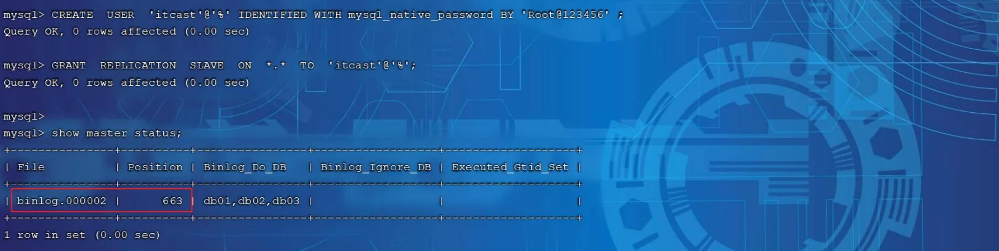 mysql> CREATE  USER  'itcast'@'%' IDENTIFIED WITH mysql_native_password BY 'Root@123456' ;
Query OK, 0 rows affected (0.00 sec)
mysql> GRANT  REPLICATION  SLAVE  ON  *.*  TO  'itcast'@'%';
Query OK, 0 rows affected (0.00 sec)
mysql>
mysql> show master status;
+---------------+----------+----------------+------------------+-------------------+
| File          | Position | Binlog_Do_DB   | Binlog_Ignore_DB | Executed_Gtid_Set |
+---------------+----------+----------------+------------------+-------------------+
| binlog.000002 |      663 | db01,db02,db03 |                  |                   |
+---------------+----------+----------------+------------------+-------------------+
1 row in set (0.00 sec)